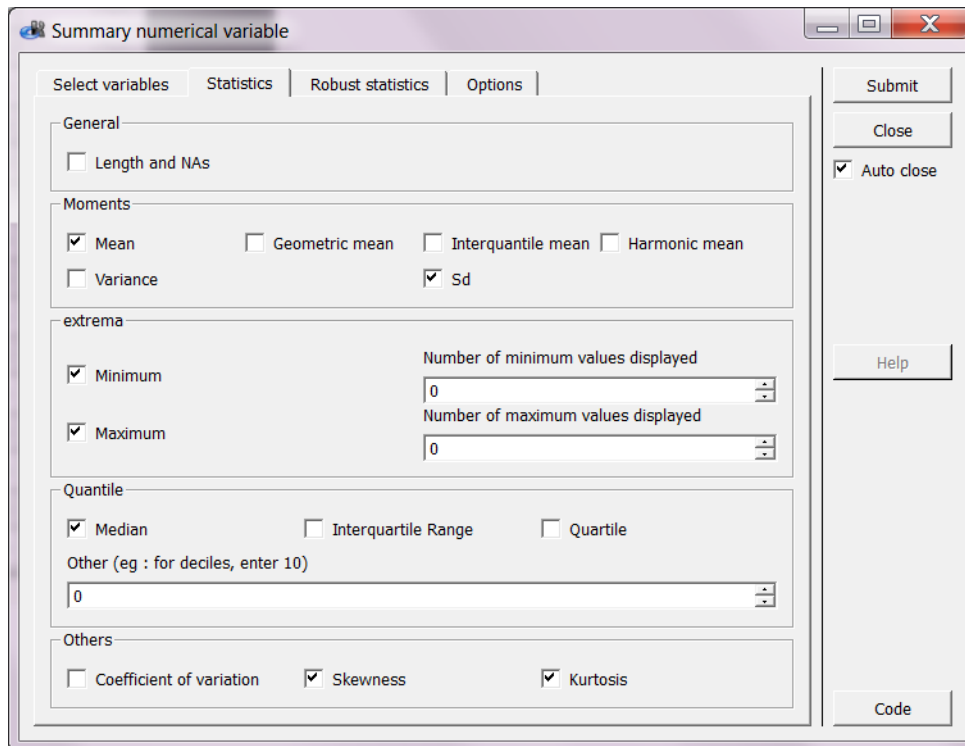 Summary numerical variable
Select variables Statistics Robust statistics Options
Submit
Close
Auto close
Help
Code
General
Length and NAs
Moments
Mean Geometric mean Interquantile mean Harmonic mean
Variance Sd
extrema
Minimum
Number of minimum values displayed
0
Maximum
Number of maximum values displayed
0
Quantile
Median Interquartile Range Quartile
Other (eg : for deciles, enter 10)
0
Others
Coefficient of variation Skewness Kurtosis